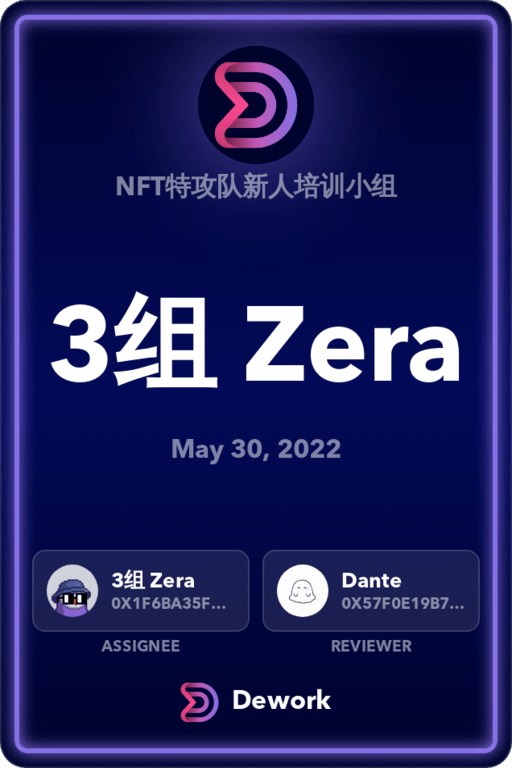 NFT特攻队新人培训小组
3组 Zera
May 30, 2022
3组 Zera
0X1F6BA35F...
ASSIGNEE
Dante
0X57F0E19B7...
REVIEWER
Dework